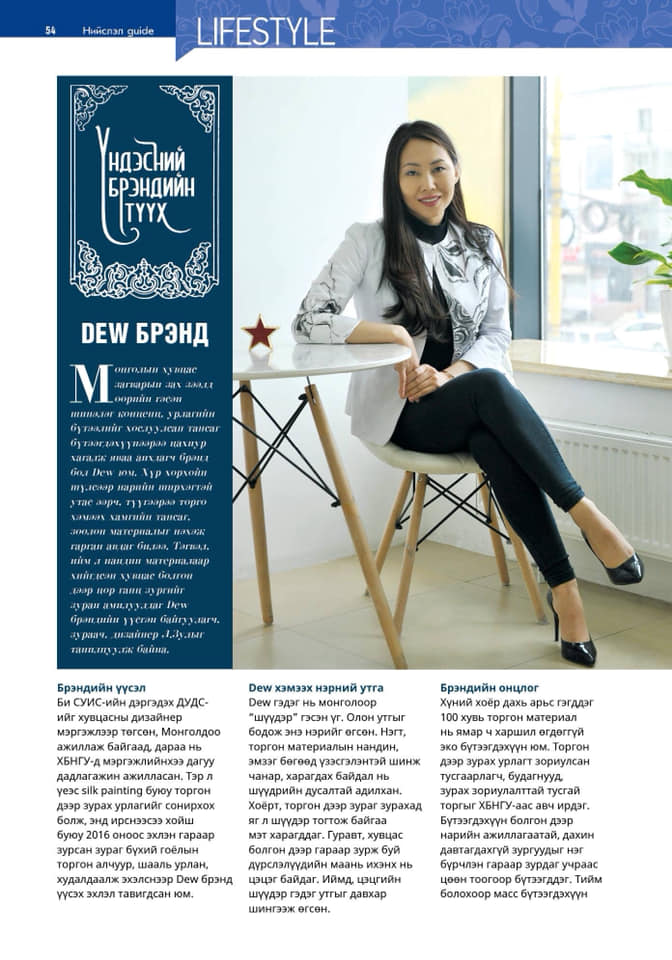 54
Нийслэл guide
LIFESTYLE
ҮНДЭСНИЙ
БРЭНДИЙН
ТҮҮХ
DEW БРЭНД
Монголын хувцас
загварын зах зээлд
өөрийн гэсэн
шинэлэг концепц, урлагийн
бүтээлийг хослуулсан тансаг
бүтээгдэхүүнээрээ цахиур
хагалж яваа анхдагч брэнд
бол Dew юм. Хүр хорхойн
түлсээр нарийн ширхэгтэй
утас ээрч, түүгээрээ торго
хэмээх хамгийн тансаг,
зөөлөн материалыг нэхэж
гарган авдаг билээ. Тэгвэл,
ийм л нандин материалаар
хийгдсэн хувцас болгон
дээр цор ганц зургийг
зуран амилуулдаг Dew
брэндийн үүсгэн байгуулагч,
зураач, дизайнер Л.Зулыг
танилцуулж байна.
Брэндийн үүсэл
Би СУИС-ийн дэргэдэх ДУДС-
ийг хувцасны дизайнер
мэргэжлээр төгсөн, Монголдоо
ажиллаж байгаад, дараа нь
ХБНГУ-д мэргэжлийнхээ дагуу
дадлагажин ажилласан. Тэр л
үеэс silk painting буюу торгон
дээр зурах урлагийг сонирхох
болж, энд ирснээсээ хойш
буюу 2016 оноос эхлэн гараар
зурсан зураг бүхий гоёлын
торгон алчуур, шааль урлан,
худалдаалж эхэлснээр Dew брэнд
үүсэх эхлэл тавигдсан юм.
Dew хэмээх нэрний утга
Dew гэдэг нь монголоор
“шүүдэр” гэсэн үг. Олон утгыг
бодож энэ нэрийг өгсөн. Нэгт,
торгон материалын нандин,
эмзэг бөгөөд үзэсгэлэнтэй шинж
чанар, харагдах байдал нь
шүүдрийн дусалтай адилхан.
Хоёрт, торгон дээр зураг зурахад
яг л шүүдэр тогтож байгаа
мэт харагддаг. Гуравт, хувцас
болгон дээр гараар зурж буй
дүрслэлүүдийн маань ихэнх нь
цэцэг байдаг. Иймд, цэцгийн
шүүдэр гэдэг утгыг давхар
шингээж өгсөн.
Брэндийн онцлог
Хүний хоёр дахь арьс гэгддэг
100 хувь торгон материал
нь ямар ч харшил өгдөггүй
эко бүтээгдэхүүн юм. Торгон
дээр зурах урлагт зориулсан
тусгаарлагч, будагнууд,
зурах зориулалттай тусгай
торгыг ХБНГУ-аас авч ирдэг.
Бүтээгдэхүүн болгон дээр
нарийн ажиллагаатай, дахин
давтагдахгүй зургуудыг нэг
бүрчлэн гараар зурдаг учраас
цөөн тоогоор бүтээгддэг. Тийм
болохоор масс бүтээгдэхүүн